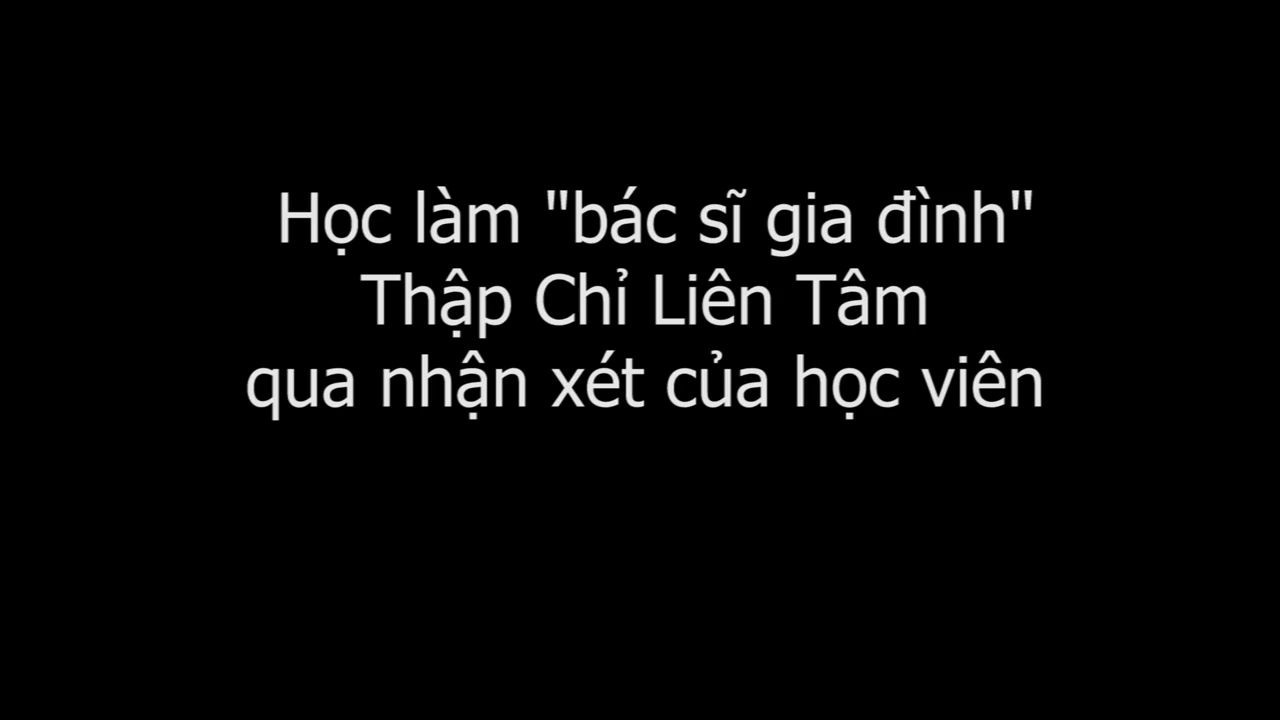 Học làm "bác sĩ gia đình"
Thập Chỉ Liên Tâm
qua nhận xét của học viên